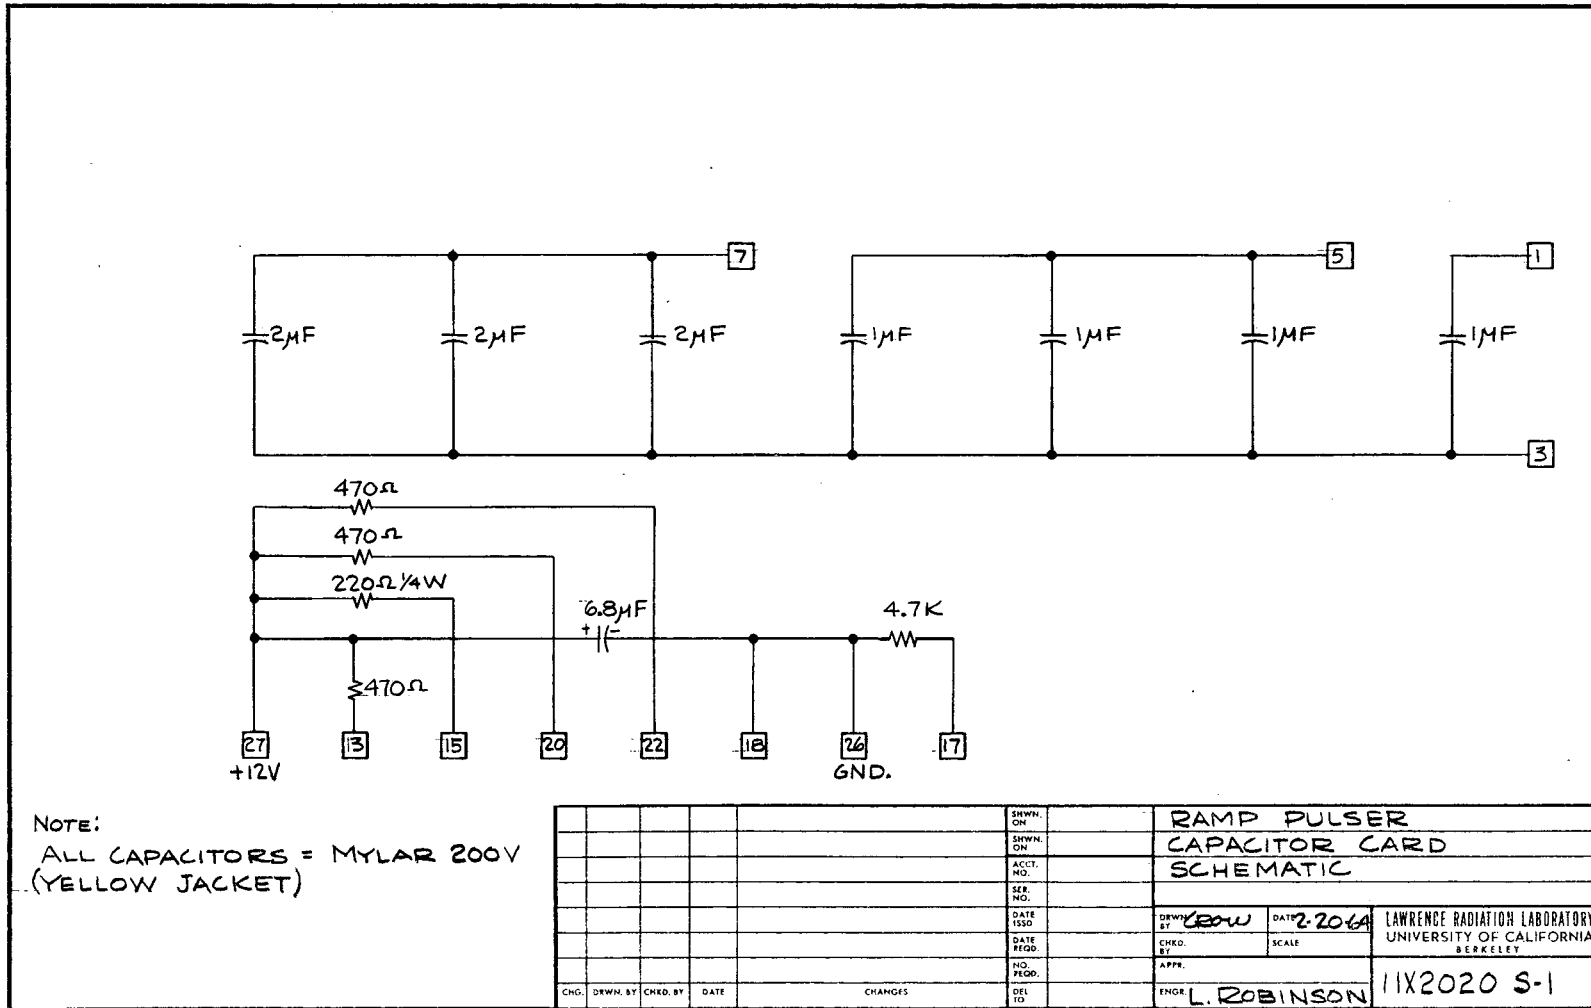 7
5
1
2μF
2μF
2μF
1μF
1μF
1μF
1μF
3
470Ω
470Ω
220Ω 1/4W
6.8μF
+ -
4.7K
470Ω
27
13
15
20
22
18
26
17
+12V
GND.
NOTE:
ALL CAPACITORS = MYLAR 200V
(YELLOW JACKET)
SHWN. ON
SHWN. ON
ACCT. NO.
SER. NO.
DATE ISSD
DATE REQD.
NO. REQD.
DEL TO
CHG.
DRWN. BY
CHKD. BY
DATE
CHANGES
RAMP PULSER
CAPACITOR CARD
SCHEMATIC
DRWN BY CROW
DATE 2-20-64
CHKD. BY
SCALE
APPR.
ENGR. L. ROBINSON
LAWRENCE RADIATION LABORATORY
UNIVERSITY OF CALIFORNIA
BERKELEY
11X2020 S-1